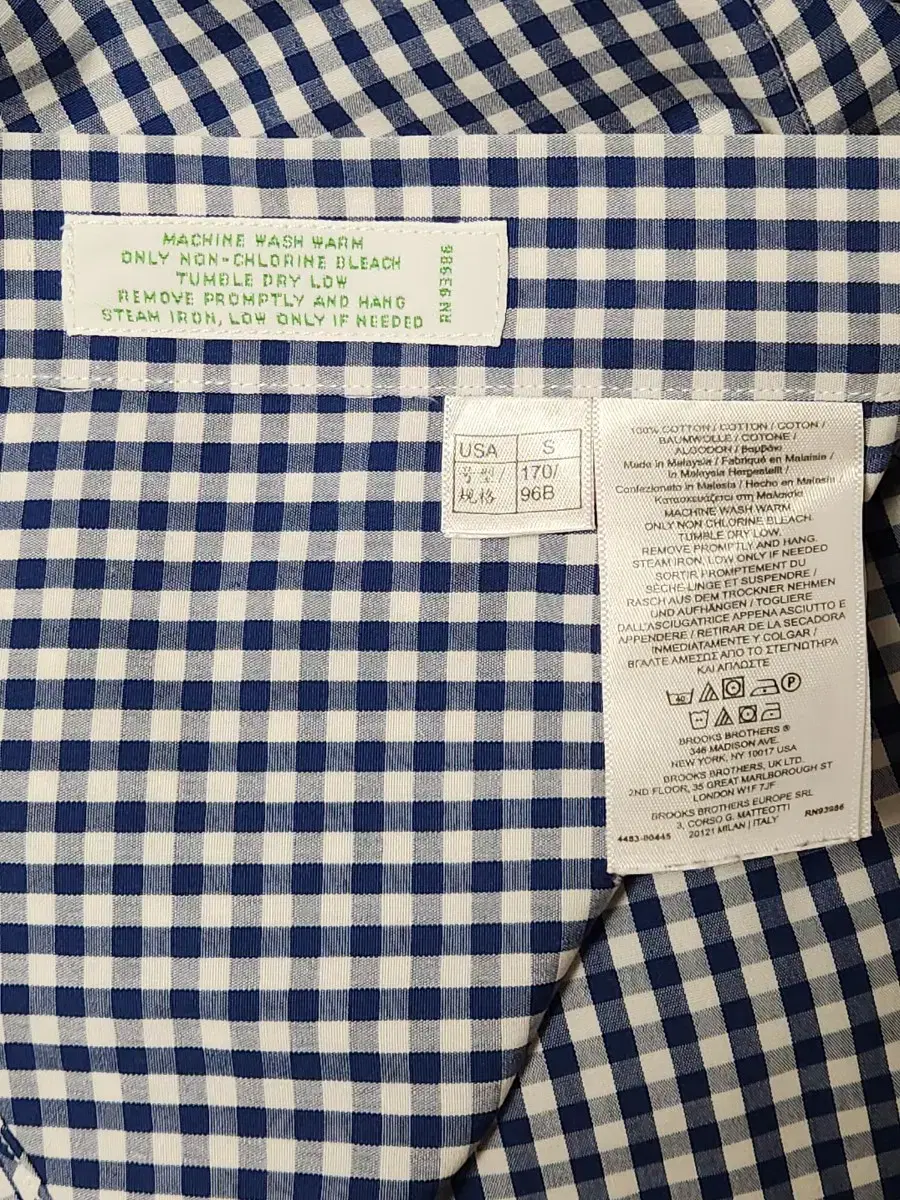 MACHINE WASH WARM
ONLY NON-CHLORINE BLEACH
TUMBLE DRY LOW
REMOVE PROMPTLY AND HANG
STEAM IRON, LOW ONLY IF NEEDED
RN 93986
USA S
号型/ 170/
规格 96B
100% COTTON / COTTON / COTON /
BAUMWOLLE / COTONE /
ALGODON / βαμβάκι
Made in Malaysia / Fabriqué en Malaisie /
In Malaysia Hergestellt /
Confezionato in Malesia / Hecho en Malasia
Κατασκευάζεται στη Μαλαισία
MACHINE WASH WARM
ONLY NON CHLORINE BLEACH.
TUMBLE DRY LOW.
REMOVE PROMPTLY AND HANG.
STEAM IRON, LOW ONLY IF NEEDED
SORTIR PROMPTEMENT DU
SÈCHE-LINGE ET SUSPENDRE /
RASCH AUS DEM TROCKNER NEHMEN
UND AUFHÄNGEN / TOGLIERE
DALL'ASCIUGATRICE APPENA ASCIUTTO E
APPENDERE / RETIRAR DE LA SECADORA
INMEDIATAMENTE Y COLGAR /
ΒΓΑΛΤΕ ΑΜΕΣΩΣ ΑΠΟ ΤΟ ΣΤΕΓΝΩΤΗΡΑ
ΚΑΙ ΑΠΛΩΣΤΕ
40 P
BROOKS BROTHERS ®
346 MADISON AVE.
NEW YORK, NY 10017 USA
BROOKS BROTHERS, UK LTD.
2ND FLOOR, 35 GREAT MARLBOROUGH ST
LONDON W1F 7JF
BROOKS BROTHERS EUROPE SRL
3, CORSO G. MATTEOTTI
20121 MILAN | ITALY
4483-00445
RN93986